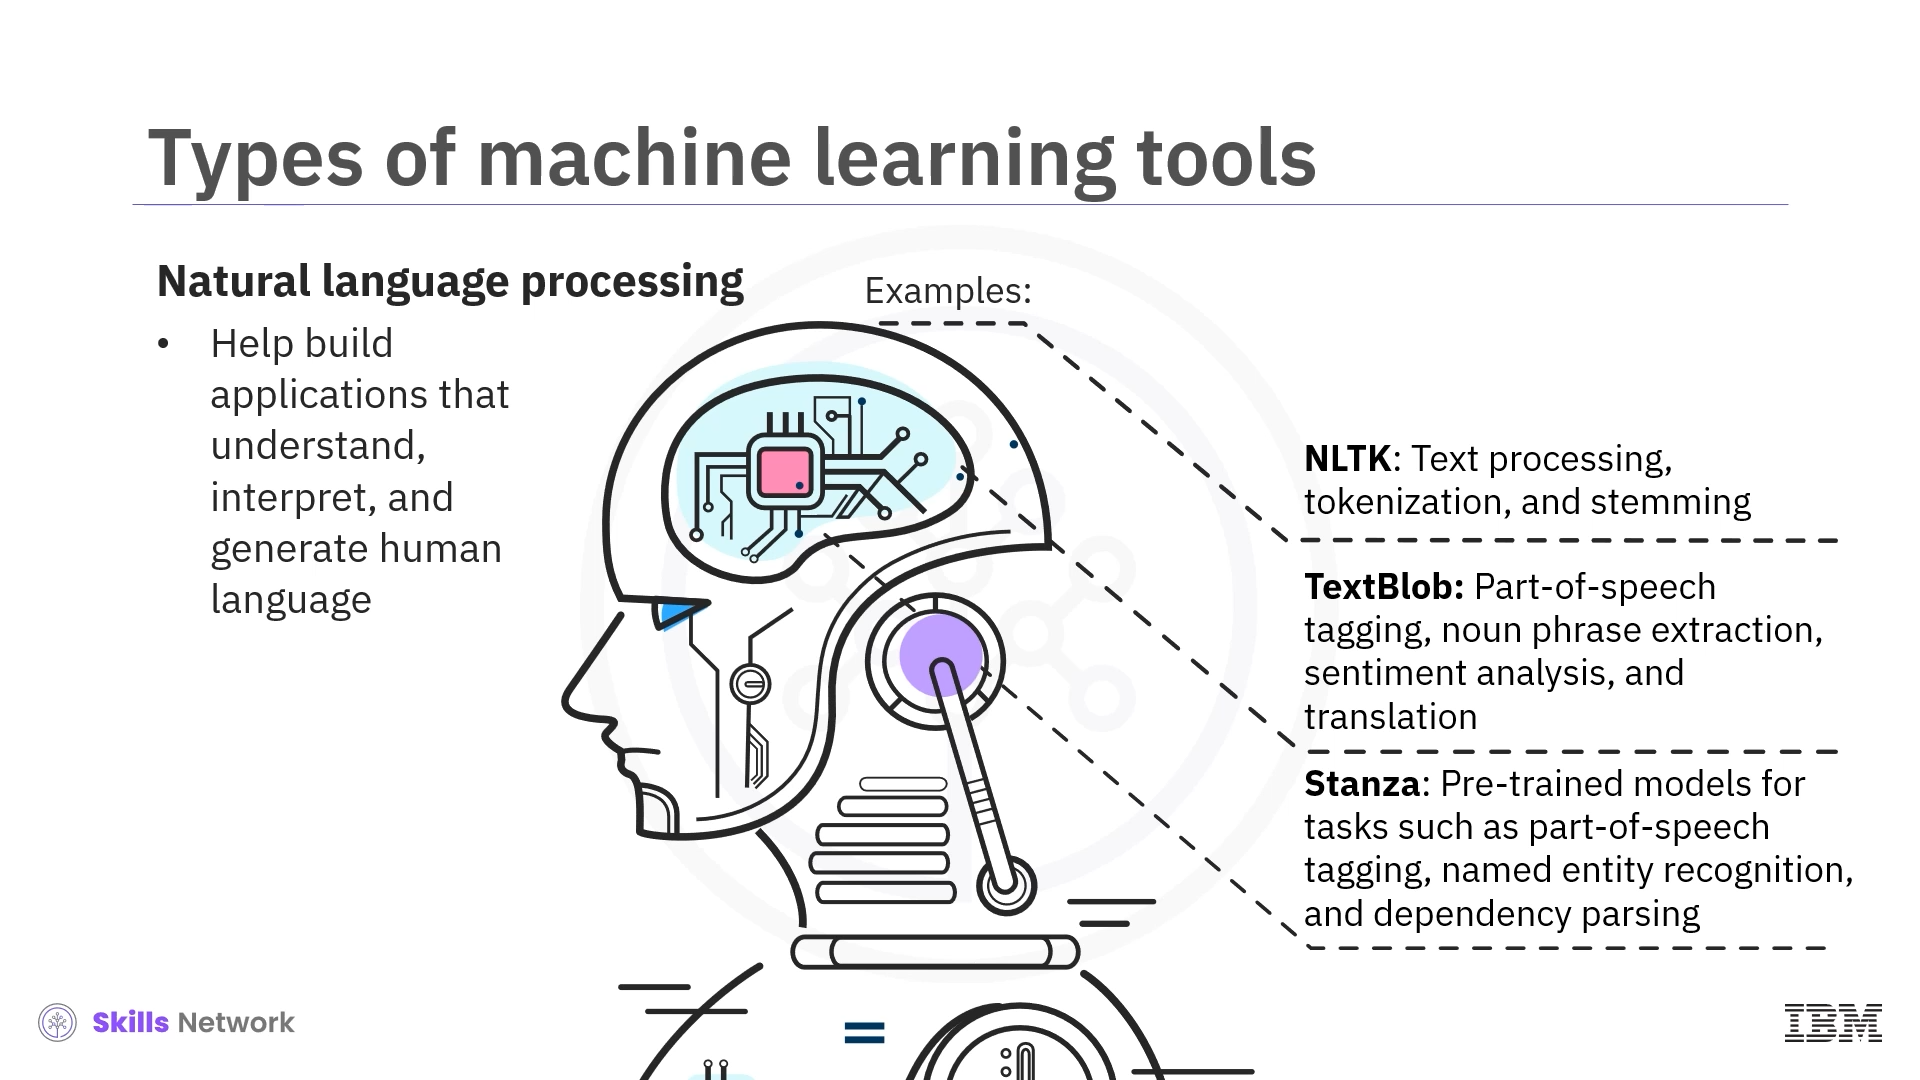 Types of machine learning tools
Natural language processing
• Help build
applications that
understand,
interpret, and
generate human
language
Examples:
NLTK: Text processing,
tokenization, and stemming
TextBlob: Part-of-speech
tagging, noun phrase extraction,
sentiment analysis, and
translation
Stanza: Pre-trained models for
tasks such as part-of-speech
tagging, named entity recognition,
and dependency parsing
Skills Network
IBM